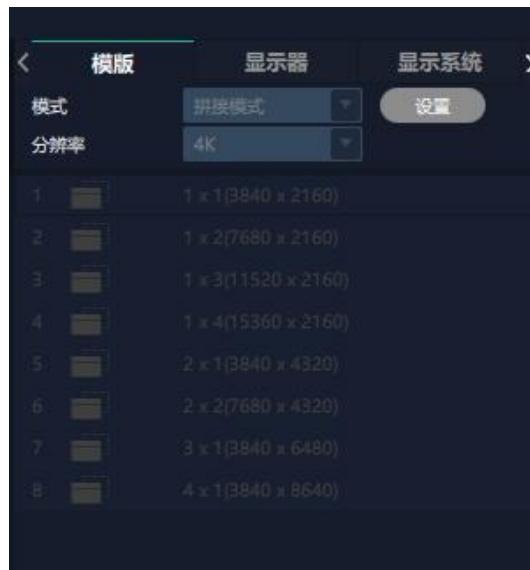 模版 显示器 显示系统
模式 拼接模式 设置
分辨率 4K
1 1 x 1(3840 x 2160)
2 1 x 2(7680 x 2160)
3 1 x 3(11520 x 2160)
4 1 x 4(15360 x 2160)
5 2 x 1(3840 x 4320)
6 2 x 2(7680 x 4320)
7 3 x 1(3840 x 6480)
8 4 x 1(3840 x 8640)